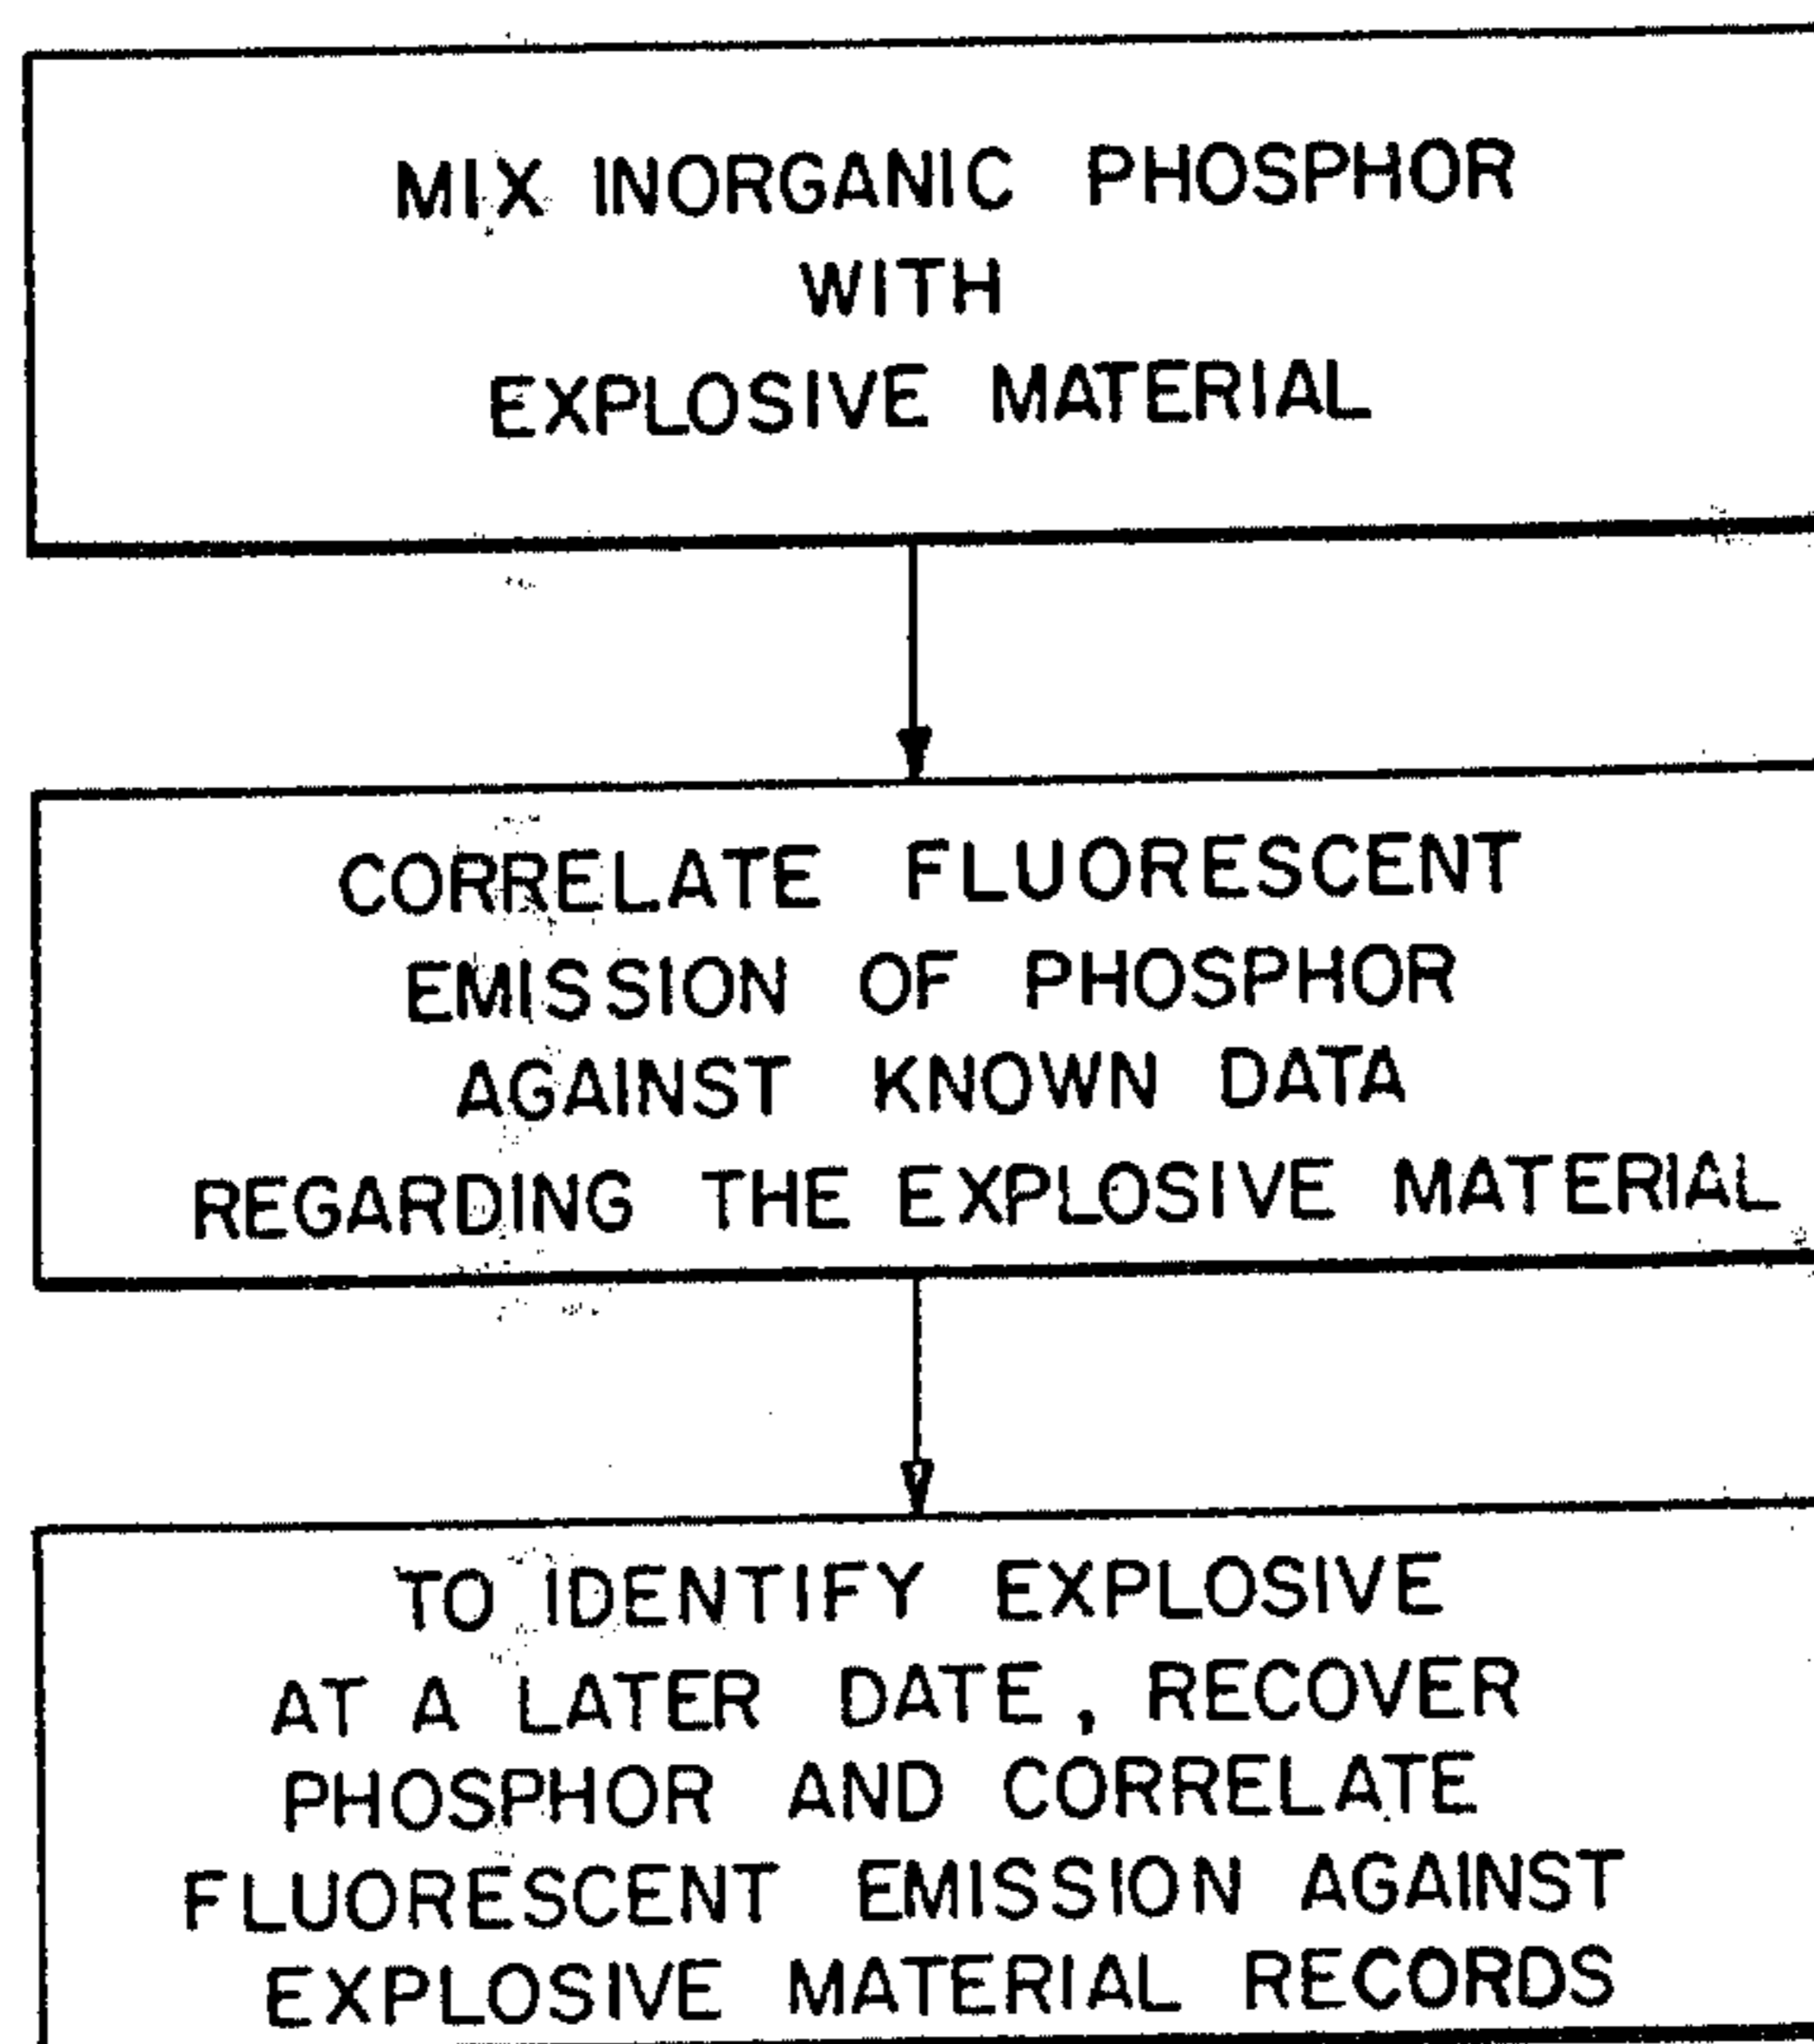 MIX INORGANIC PHOSPHOR
WITH
EXPLOSIVE MATERIAL
CORRELATE FLUORESCENT
EMISSION OF PHOSPHOR
AGAINST KNOWN DATA
REGARDING THE EXPLOSIVE MATERIAL
TO IDENTIFY EXPLOSIVE
AT A LATER DATE, RECOVER
PHOSPHOR AND CORRELATE
FLUORESCENT EMISSION AGAINST
EXPLOSIVE MATERIAL RECORDS